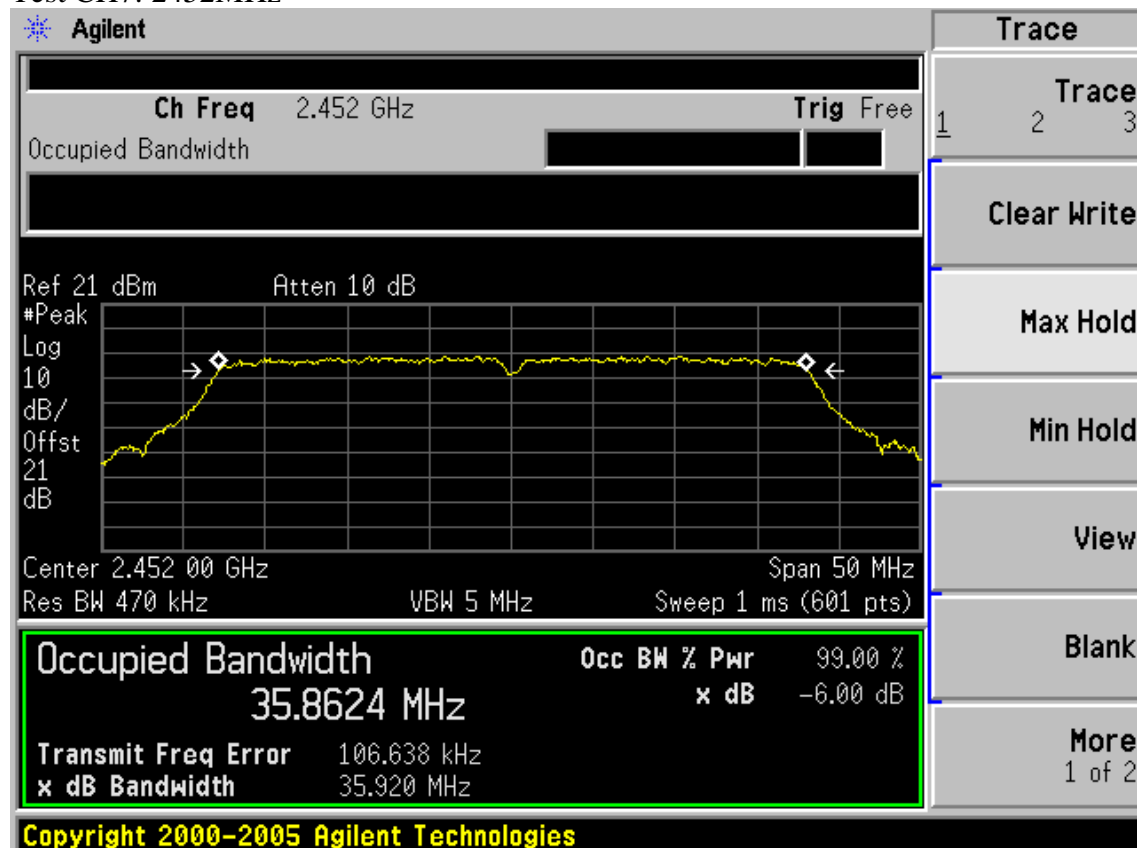 Test CH7: 2452MHz
Agilent
Trace
Ch Freq 2.452 GHz Trig Free
Occupied Bandwidth
Trace
1 2 3
Clear Write
Max Hold
Min Hold
View
Blank
More
1 of 2
Ref 21 dBm Atten 10 dB
#Peak
Log
10
dB/
Offst
21
dB
Center 2.452 00 GHz Span 50 MHz
Res BW 470 kHz VBW 5 MHz Sweep 1 ms (601 pts)
Occupied Bandwidth Occ BW % Pwr 99.00 %
35.8624 MHz x dB -6.00 dB
Transmit Freq Error 106.638 kHz
x dB Bandwidth 35.920 MHz
Copyright 2000-2005 Agilent Technologies